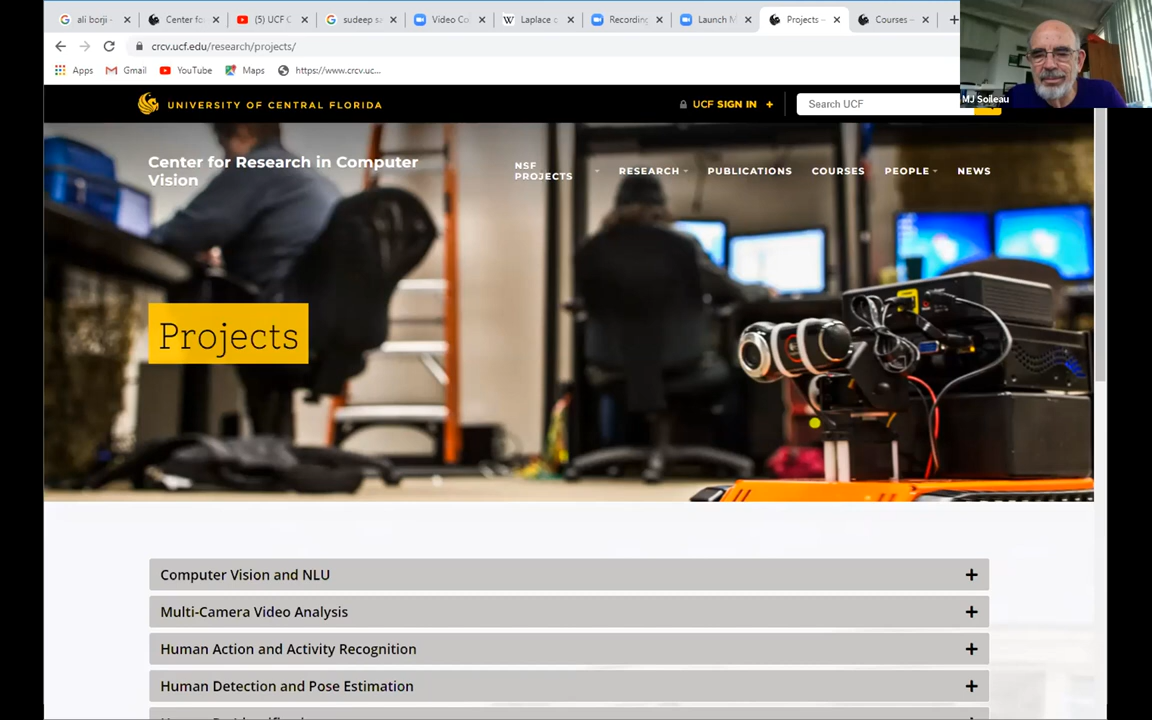 ali borji -
Center fo
(5) UCF C
sudeep sa
Video Co
Laplace o
Recording
Launch M
Projects –
Courses –
crcv.ucf.edu/research/projects/
Apps
Gmail
YouTube
Maps
https://www.crcv.uc...
MJ Soileau
UNIVERSITY OF CENTRAL FLORIDA
UCF SIGN IN +
Search UCF
Center for Research in Computer
Vision
NSF
PROJECTS
RESEARCH
PUBLICATIONS
COURSES
PEOPLE
NEWS
Projects
Computer Vision and NLU
Multi-Camera Video Analysis
Human Action and Activity Recognition
Human Detection and Pose Estimation